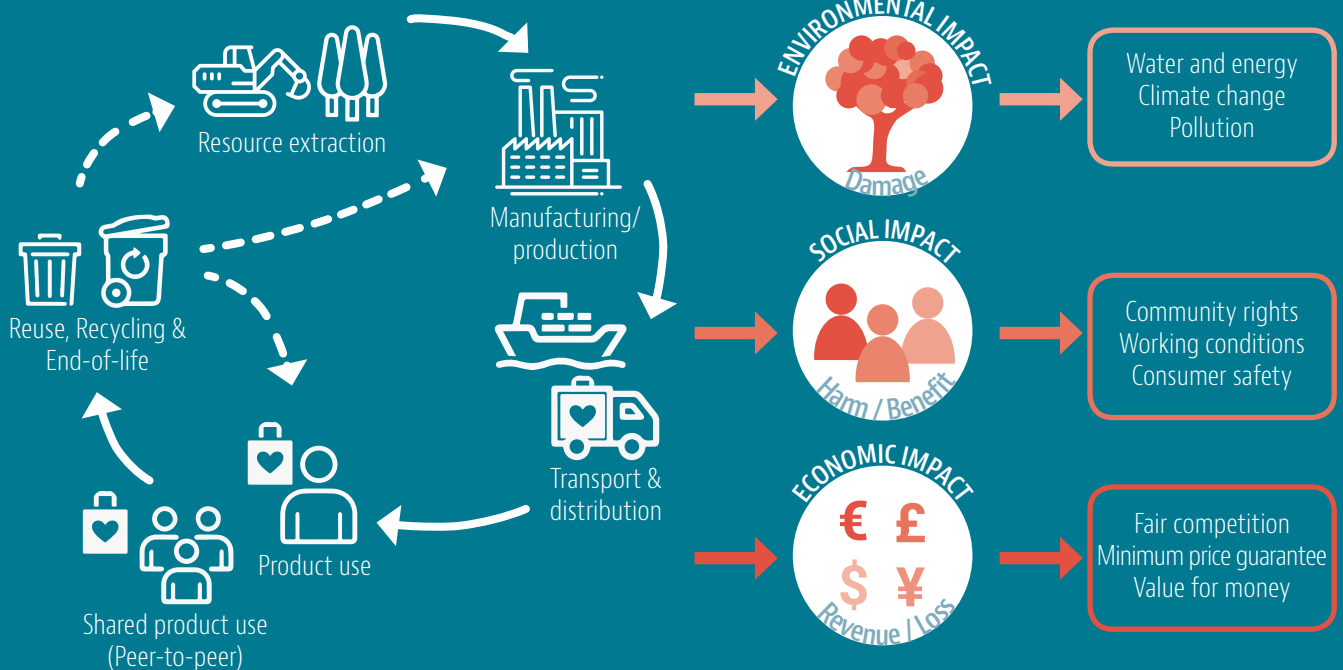 Resource extraction
Manufacturing/
production
Reuse, Recycling &
End-of-life
Transport &
distribution
Product use
Shared product use
(Peer-to-peer)
ENVIRONMENTAL IMPACT
Damage
Water and energy
Climate change
Pollution
SOCIAL IMPACT
Harm / Benefit
Community rights
Working conditions
Consumer safety
ECONOMIC IMPACT
€ £
$ ¥
Revenue / Loss
Fair competition
Minimum price guarantee
Value for money